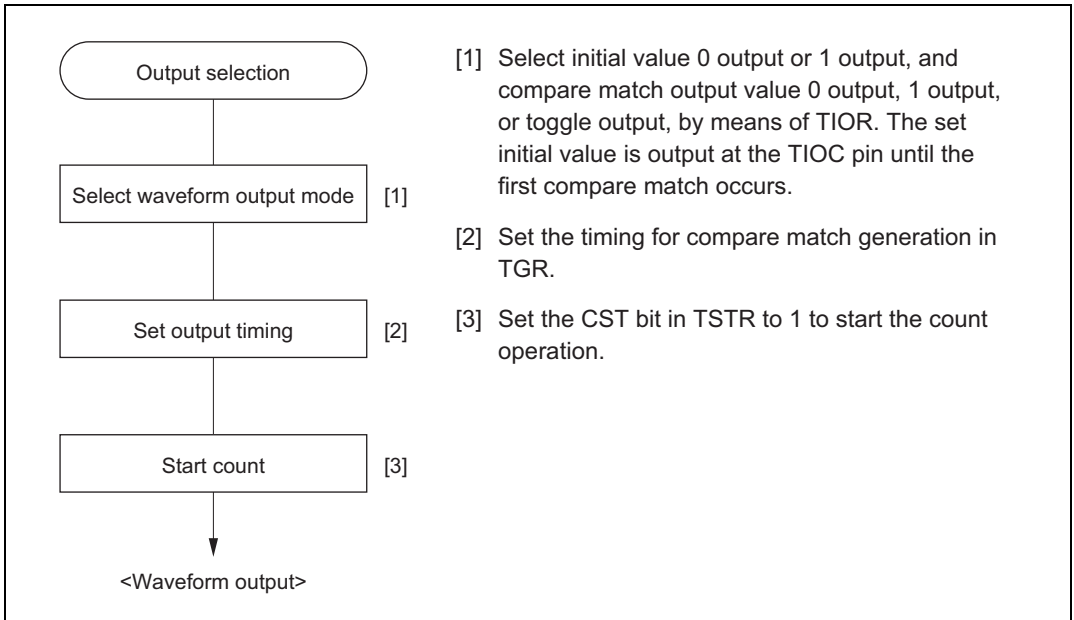 Output selection
Select waveform output mode [1]
Set output timing [2]
Start count [3]
<Waveform output>
[1] Select initial value 0 output or 1 output, and
compare match output value 0 output, 1 output,
or toggle output, by means of TIOR. The set
initial value is output at the TIOC pin until the
first compare match occurs.
[2] Set the timing for compare match generation in
TGR.
[3] Set the CST bit in TSTR to 1 to start the count
operation.